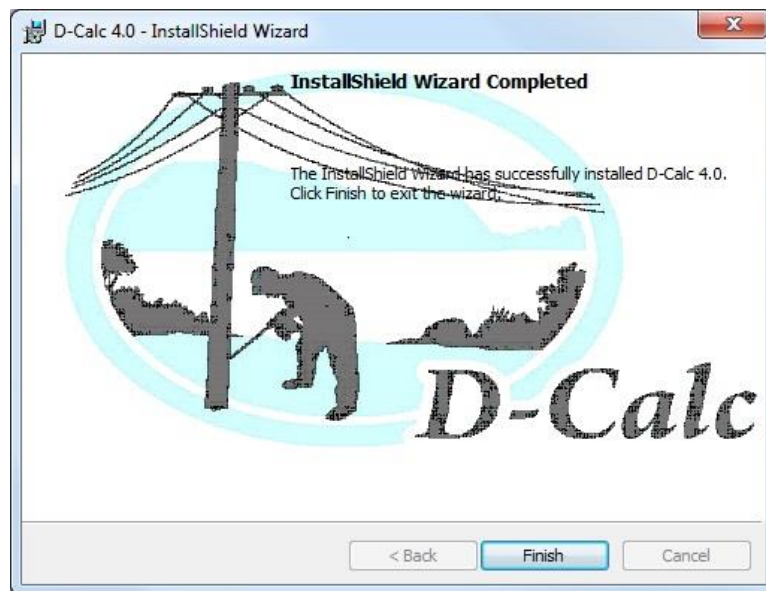 D-Calc 4.0 - InstallShield Wizard
InstallShield Wizard Completed
The InstallShield Wizard has successfully installed D-Calc 4.0.
Click Finish to exit the wizard.
D-Calc
< Back
Finish
Cancel